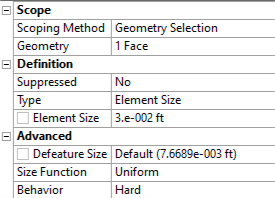 Scope
Scoping Method Geometry Selection
Geometry 1 Face
Definition
Suppressed No
Type Element Size
Element Size 3.e-002 ft
Advanced
Defeature Size Default (7.6689e-003 ft)
Size Function Uniform
Behavior Hard